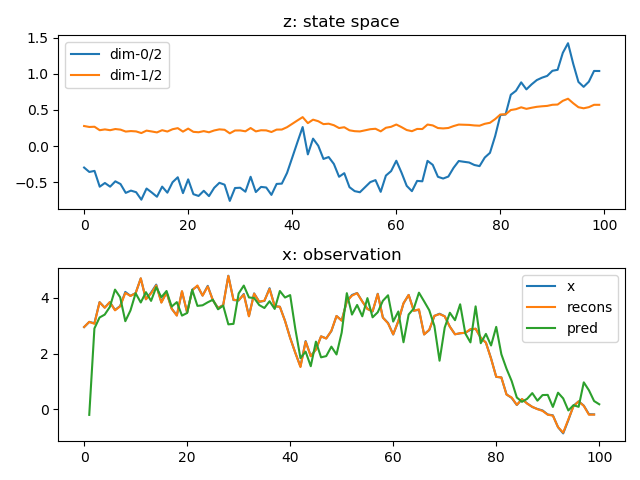 z: state space
1.5
1.0
0.5
0.0
−0.5
dim-0/2
dim-1/2
0 20 40 60 80 100
x: observation
4
2
0
x
recons
pred
0 20 40 60 80 100